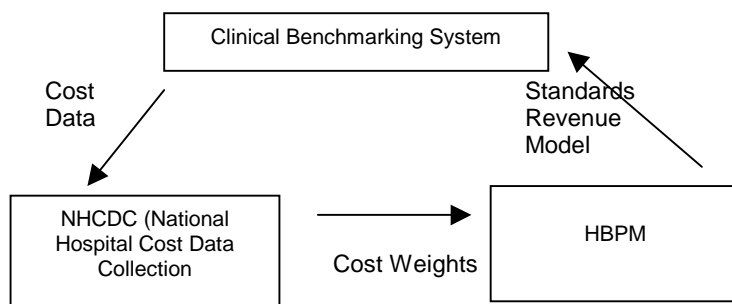 Clinical Benchmarking System
Cost
Data
Standards
Revenue
Model
NHCDC (National
Hospital Cost Data
Collection
Cost Weights
HBPM